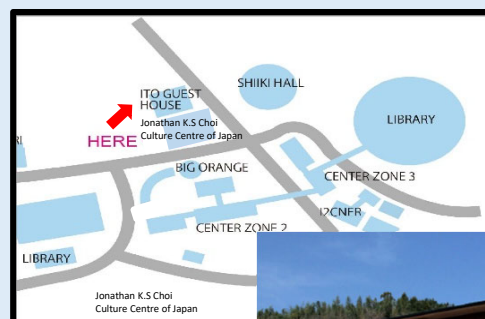 SHIIKI HALL
ITO GUEST
HOUSE
Jonathan K.S Choi
Culture Centre of Japan
HERE
LIBRARY
RI
BIG ORANGE
CENTER ZONE 3
I2CNER
CENTER ZONE 2
LIBRARY
Jonathan K.S Choi
Culture Centre of Japan